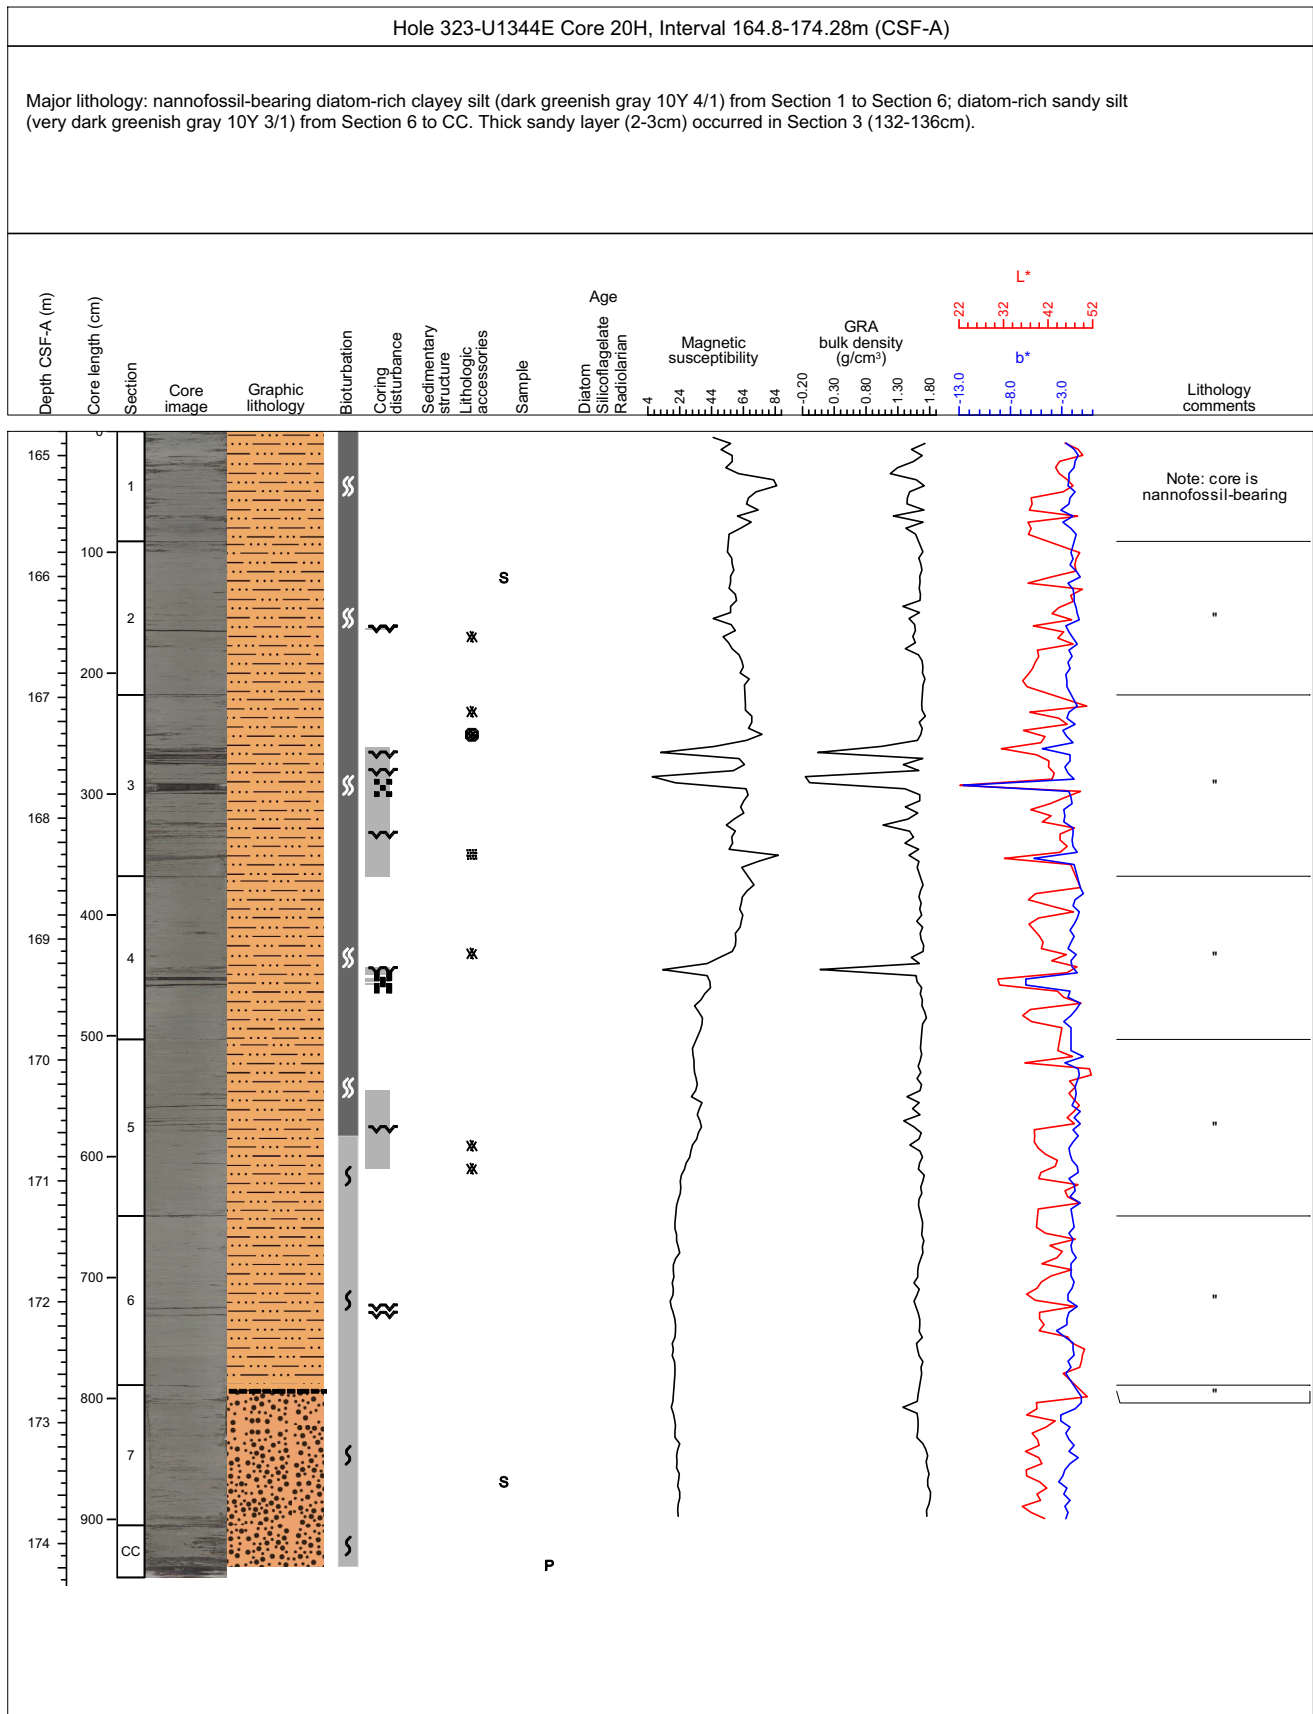 Hole 323-U1344E Core 20H, Interval 164.8-174.28m (CSF-A)
Major lithology: nannofossil-bearing diatom-rich clayey silt (dark greenish gray 10Y 4/1) from Section 1 to Section 6; diatom-rich sandy silt
(very dark greenish gray 10Y 3/1) from Section 6 to CC. Thick sandy layer (2-3cm) occurred in Section 3 (132-136cm).
Depth CSF-A (m)
Core length (cm)
Section
Core
image
Graphic
lithology
Bioturbation
Coring
disturbance
Sedimentary
structure
Lithologic
accessories
Sample
Age
Diatom
Silicoflagelate
Radiolarian
Magnetic
susceptibility
4 24 44 64 84
GRA
bulk density
(g/cm³)
-0.20 0.30 0.80 1.30 1.80
L*
22 32 42 52
b*
-13.0 -8.0 -3.0
Lithology
comments
0
165
1
Note: core is
nannofossil-bearing
100
166
S
2
"
200
167
3
"
300
168
400
169
4
"
500
170
5
"
600
171
700
172
6
"
"
800
173
7
S
900
174
CC
P